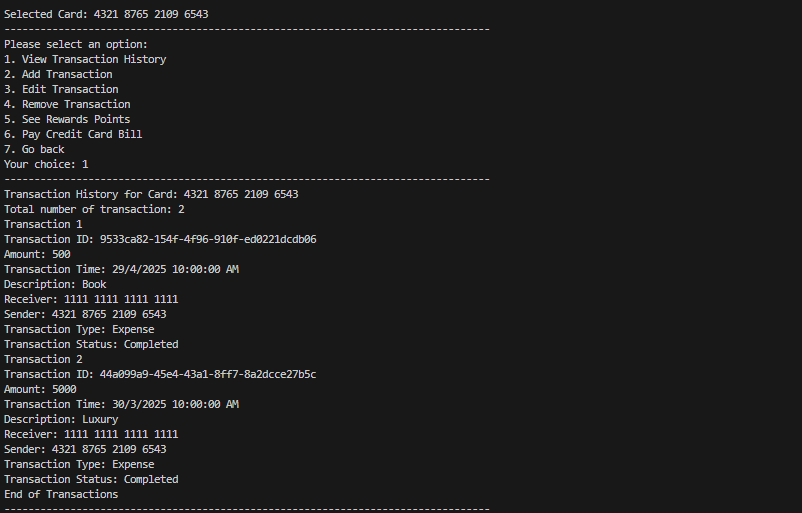 Selected Card: 4321 8765 2109 6543
---------------------------------------------------------------------------------
Please select an option:
1. View Transaction History
2. Add Transaction
3. Edit Transaction
4. Remove Transaction
5. See Rewards Points
6. Pay Credit Card Bill
7. Go back
Your choice: 1
---------------------------------------------------------------------------------
Transaction History for Card: 4321 8765 2109 6543
Total number of transaction: 2
Transaction 1
Transaction ID: 9533ca82-154f-4f96-910f-ed0221dcdb06
Amount: 500
Transaction Time: 29/4/2025 10:00:00 AM
Description: Book
Receiver: 1111 1111 1111 1111
Sender: 4321 8765 2109 6543
Transaction Type: Expense
Transaction Status: Completed
Transaction 2
Transaction ID: 44a099a9-45e4-43a1-8ff7-8a2dcce27b5c
Amount: 5000
Transaction Time: 30/3/2025 10:00:00 AM
Description: Luxury
Receiver: 1111 1111 1111 1111
Sender: 4321 8765 2109 6543
Transaction Type: Expense
Transaction Status: Completed
End of Transactions
---------------------------------------------------------------------------------